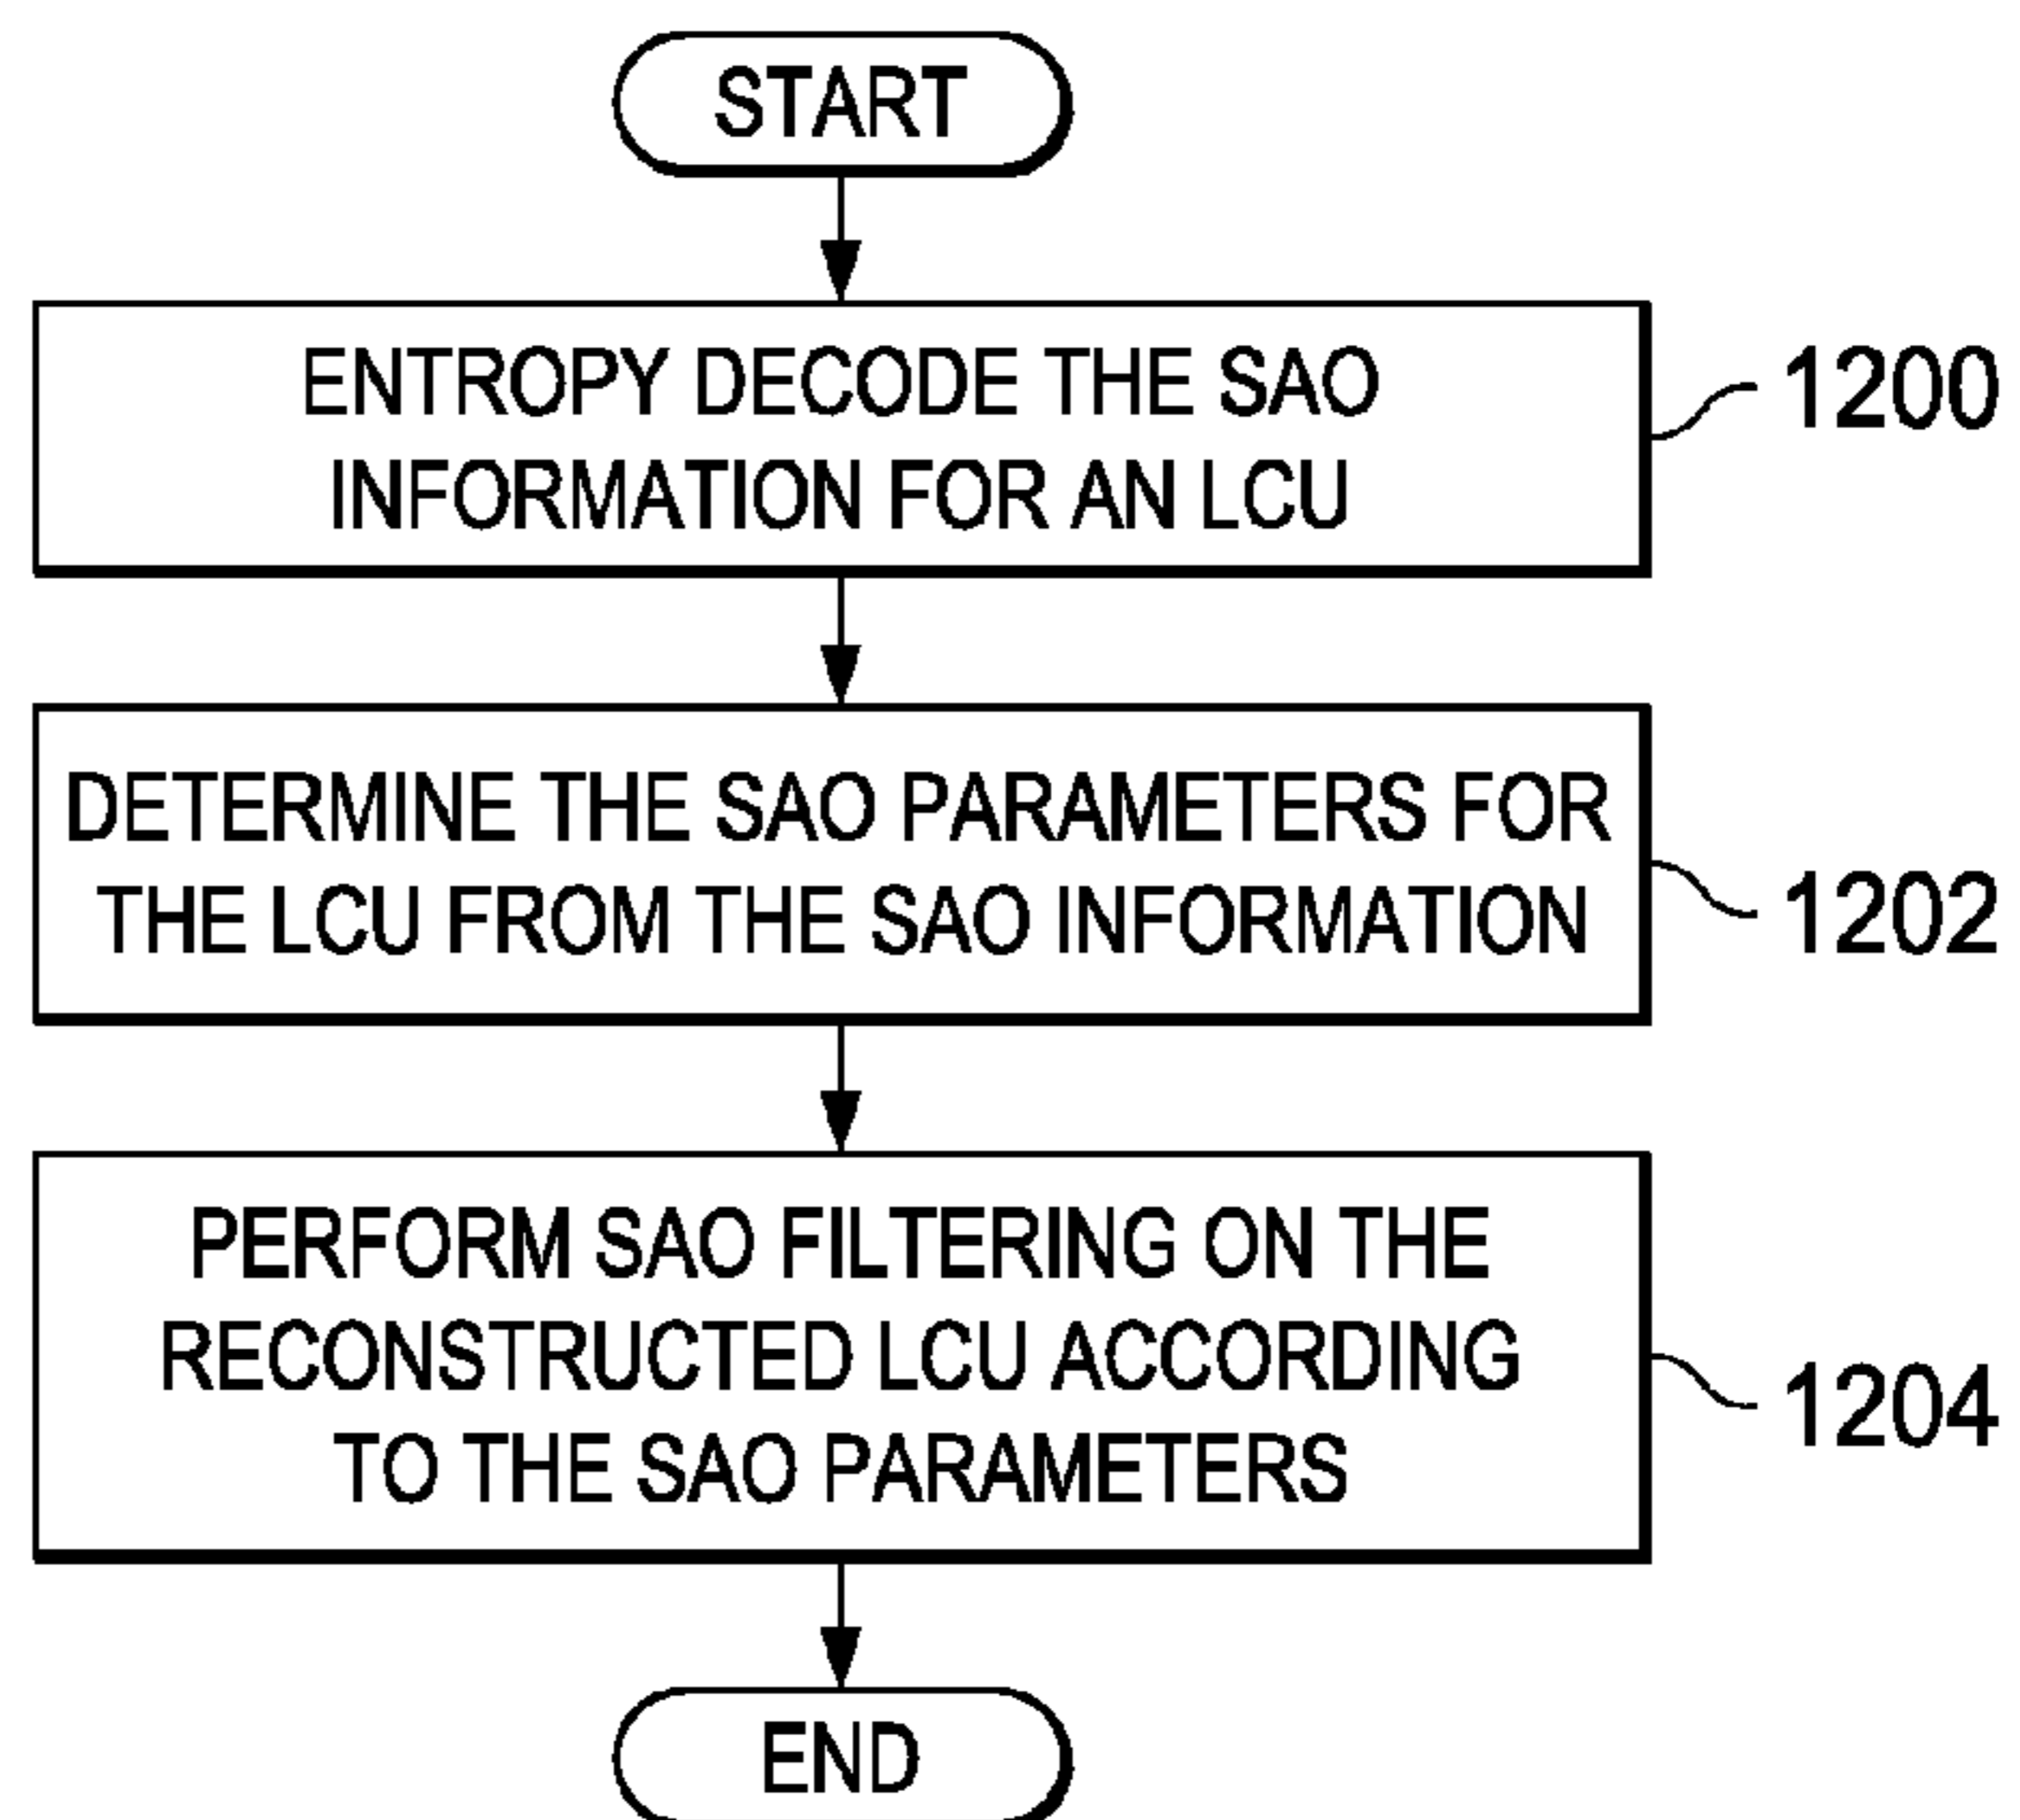 START
ENTROPY DECODE THE SAO
INFORMATION FOR AN LCU
1200
DETERMINE THE SAO PARAMETERS FOR
THE LCU FROM THE SAO INFORMATION
1202
PERFORM SAO FILTERING ON THE
RECONSTRUCTED LCU ACCORDING
TO THE SAO PARAMETERS
1204
END